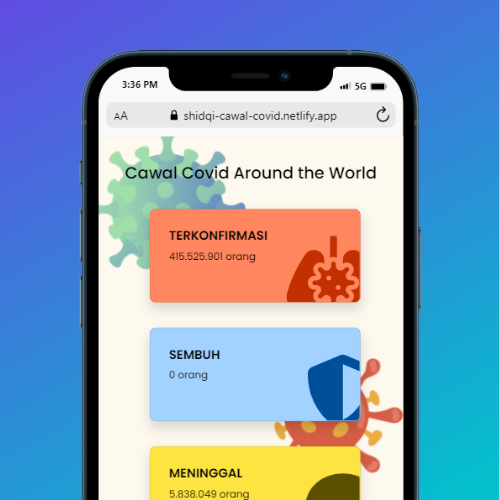 3:36 PM
5G
AA
shidqi-cawal-covid.netlify.app
Cawal Covid Around the World
TERKONFIRMASI
415.525.901 orang
SEMBUH
0 orang
MENINGGAL
5.838.049 orang